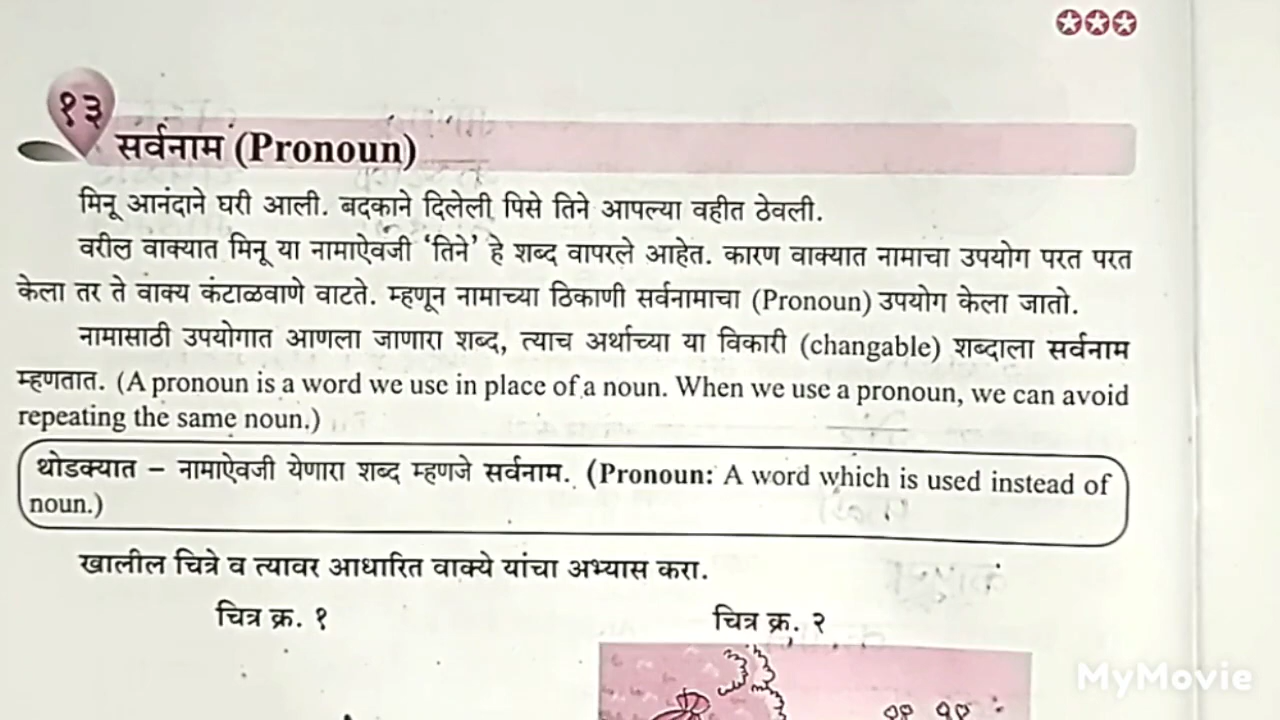 १३
सर्वनाम (Pronoun)
मिनू आनंदाने घरी आली. बदकाने दिलेली पिसे तिने आपल्या वहीत ठेवली.
वरील वाक्यात मिनू या नामाऐवजी ‘तिने’ हे शब्द वापरले आहेत. कारण वाक्यात नामाचा उपयोग परत परत
केला तर ते वाक्य कंटाळवाणे वाटते. म्हणून नामाच्या ठिकाणी सर्वनामाचा (Pronoun) उपयोग केला जातो.
नामासाठी उपयोगात आणला जाणारा शब्द, त्याच अर्थाच्या या विकारी (changable) शब्दाला सर्वनाम
म्हणतात. (A pronoun is a word we use in place of a noun. When we use a pronoun, we can avoid
repeating the same noun.)
थोडक्यात – नामाऐवजी येणारा शब्द म्हणजे सर्वनाम. (Pronoun: A word which is used instead of
noun.)
खालील चित्रे व त्यावर आधारित वाक्ये यांचा अभ्यास करा.
चित्र क्र. १ चित्र क्र. २
MyMovie